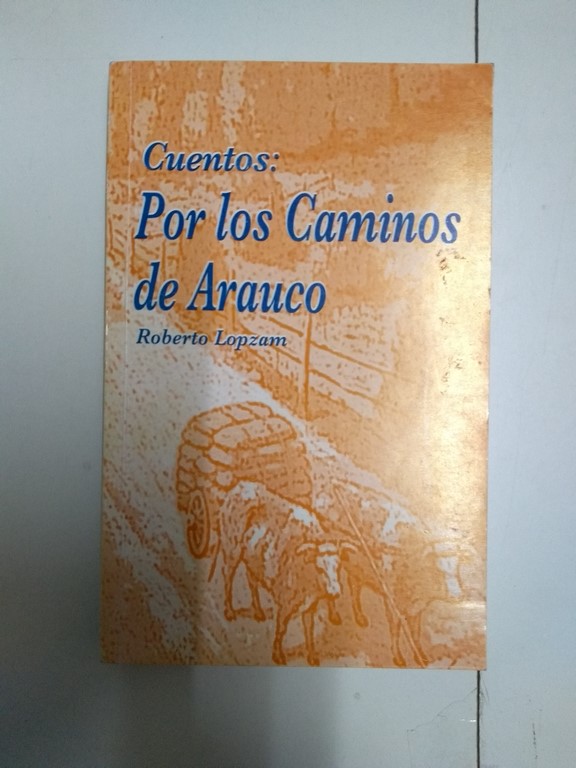 Cuentos:
Por los Caminos
de Arauco
Roberto Lopzam